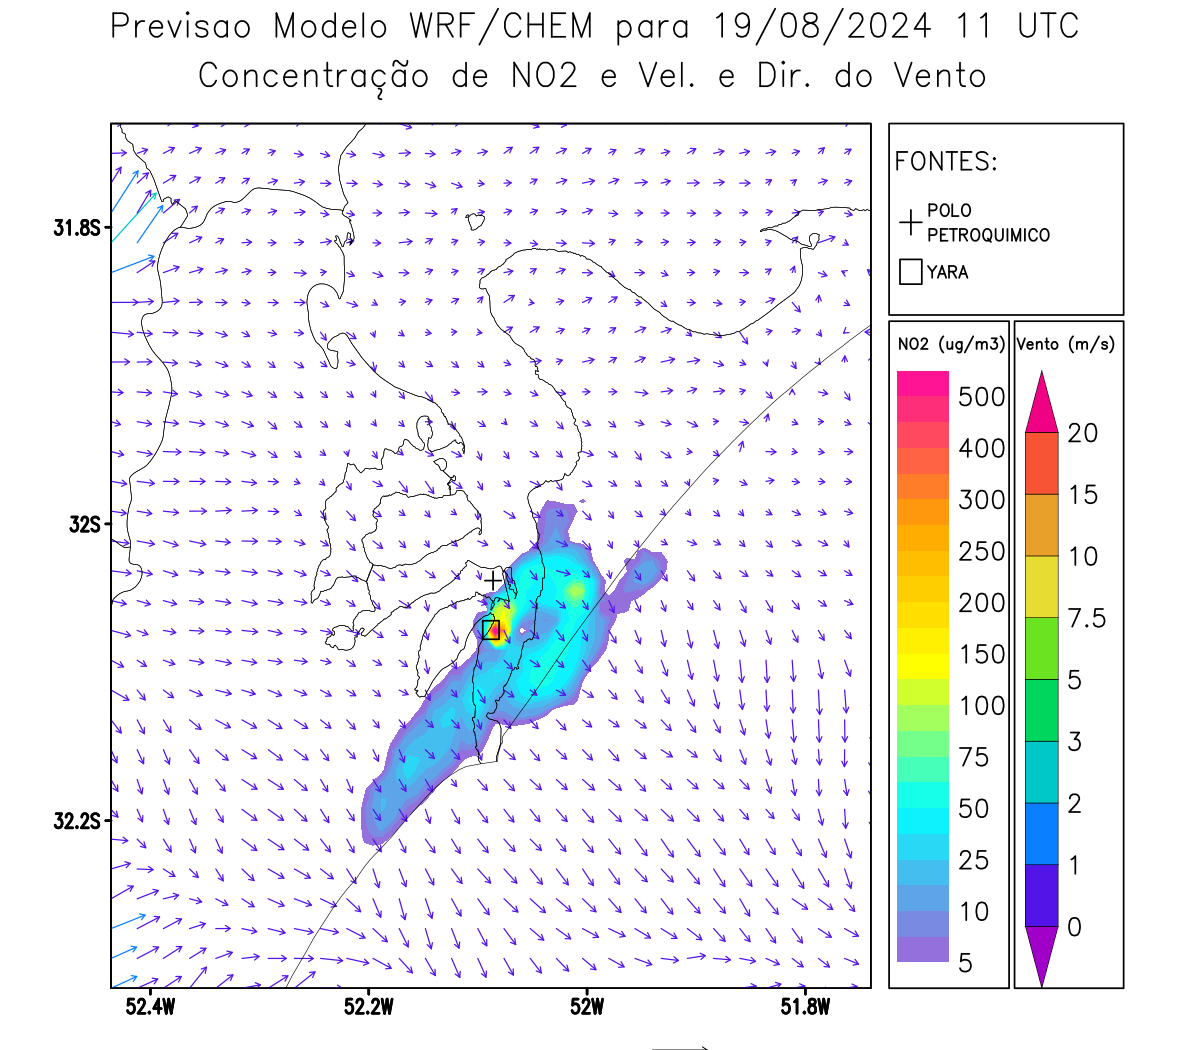 Previsao Modelo WRF/CHEM para 19/08/2024 11 UTC
Concentração de NO2 e Vel. e Dir. do Vento
FONTES:
POLO
PETROQUIMICO
YARA
31.8S
32S
32.2S
52.4W
52.2W
52W
51.8W
NO2 (ug/m3)
500
400
300
250
200
150
100
75
50
25
10
5
Vento (m/s)
20
15
10
7.5
5
3
2
1
0